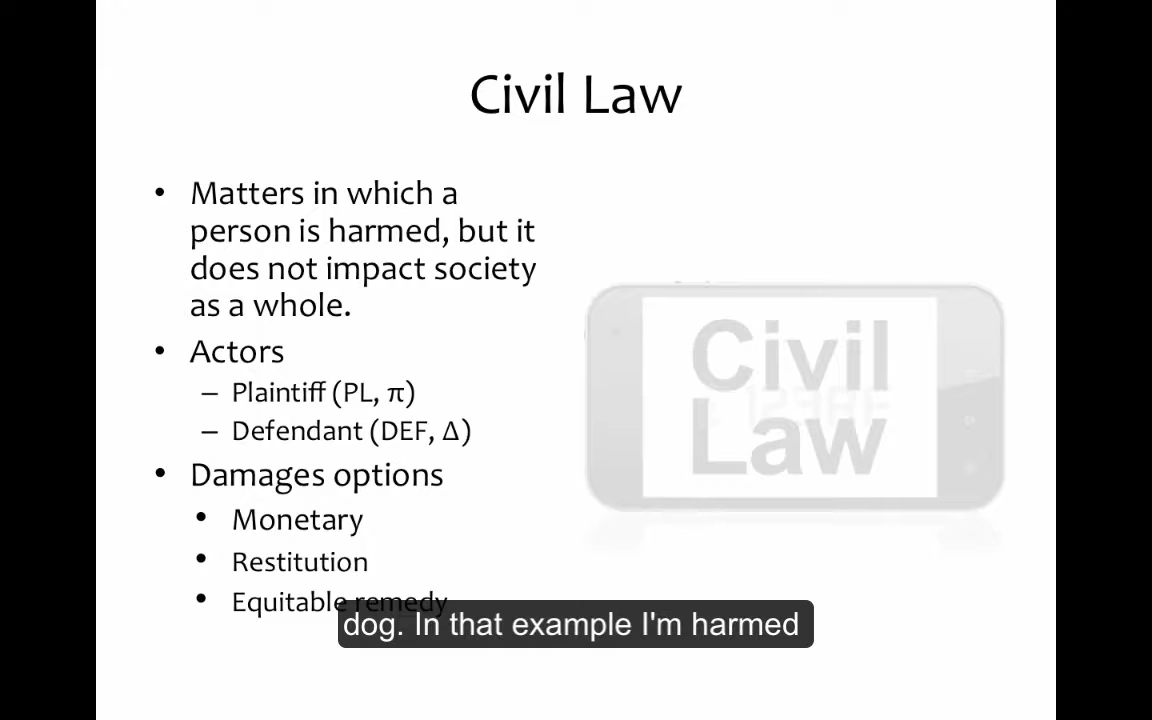 Civil Law
• Matters in which a
person is harmed, but it
does not impact society
as a whole.
• Actors
– Plaintiff (PL, π)
– Defendant (DEF, Δ)
• Damages options
• Monetary
• Restitution
• Equitable remedy
Civil
Law
dog. In that example I'm harmed